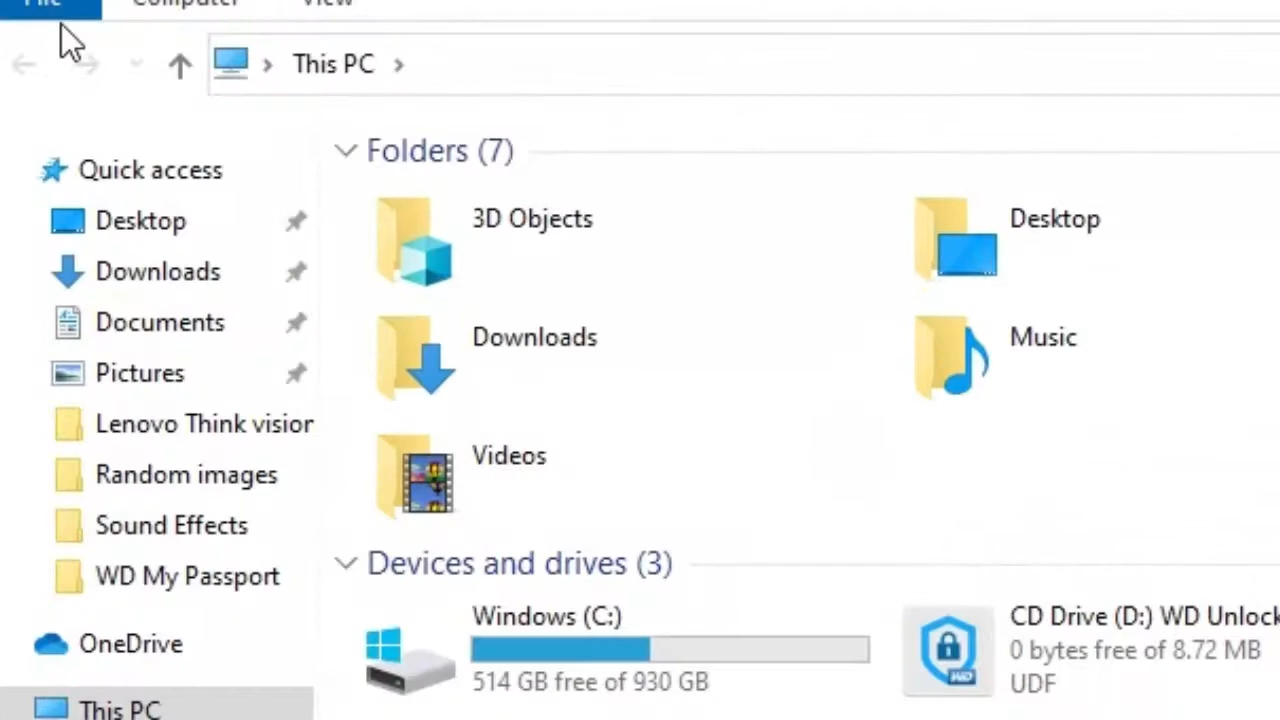 File Computer View
This PC
Quick access
Desktop
Downloads
Documents
Pictures
Lenovo Think vision
Random images
Sound Effects
WD My Passport
OneDrive
This PC
Folders (7)
3D Objects Desktop
Downloads Music
Videos
Devices and drives (3)
Windows (C:)
514 GB free of 930 GB
CD Drive (D:) WD Unlock
0 bytes free of 8.72 MB
UDF
WD